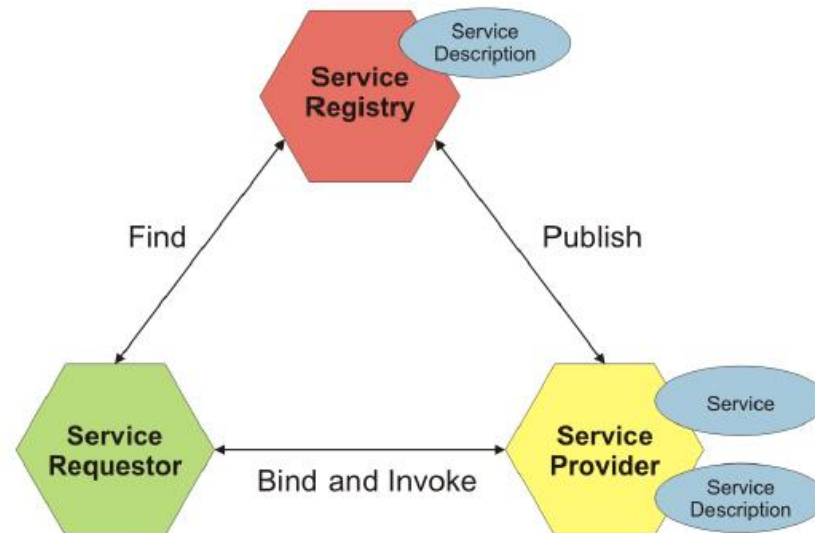 Service
Description
Service
Registry
Find
Publish
Service
Requestor
Bind and Invoke
Service
Provider
Service
Service
Description